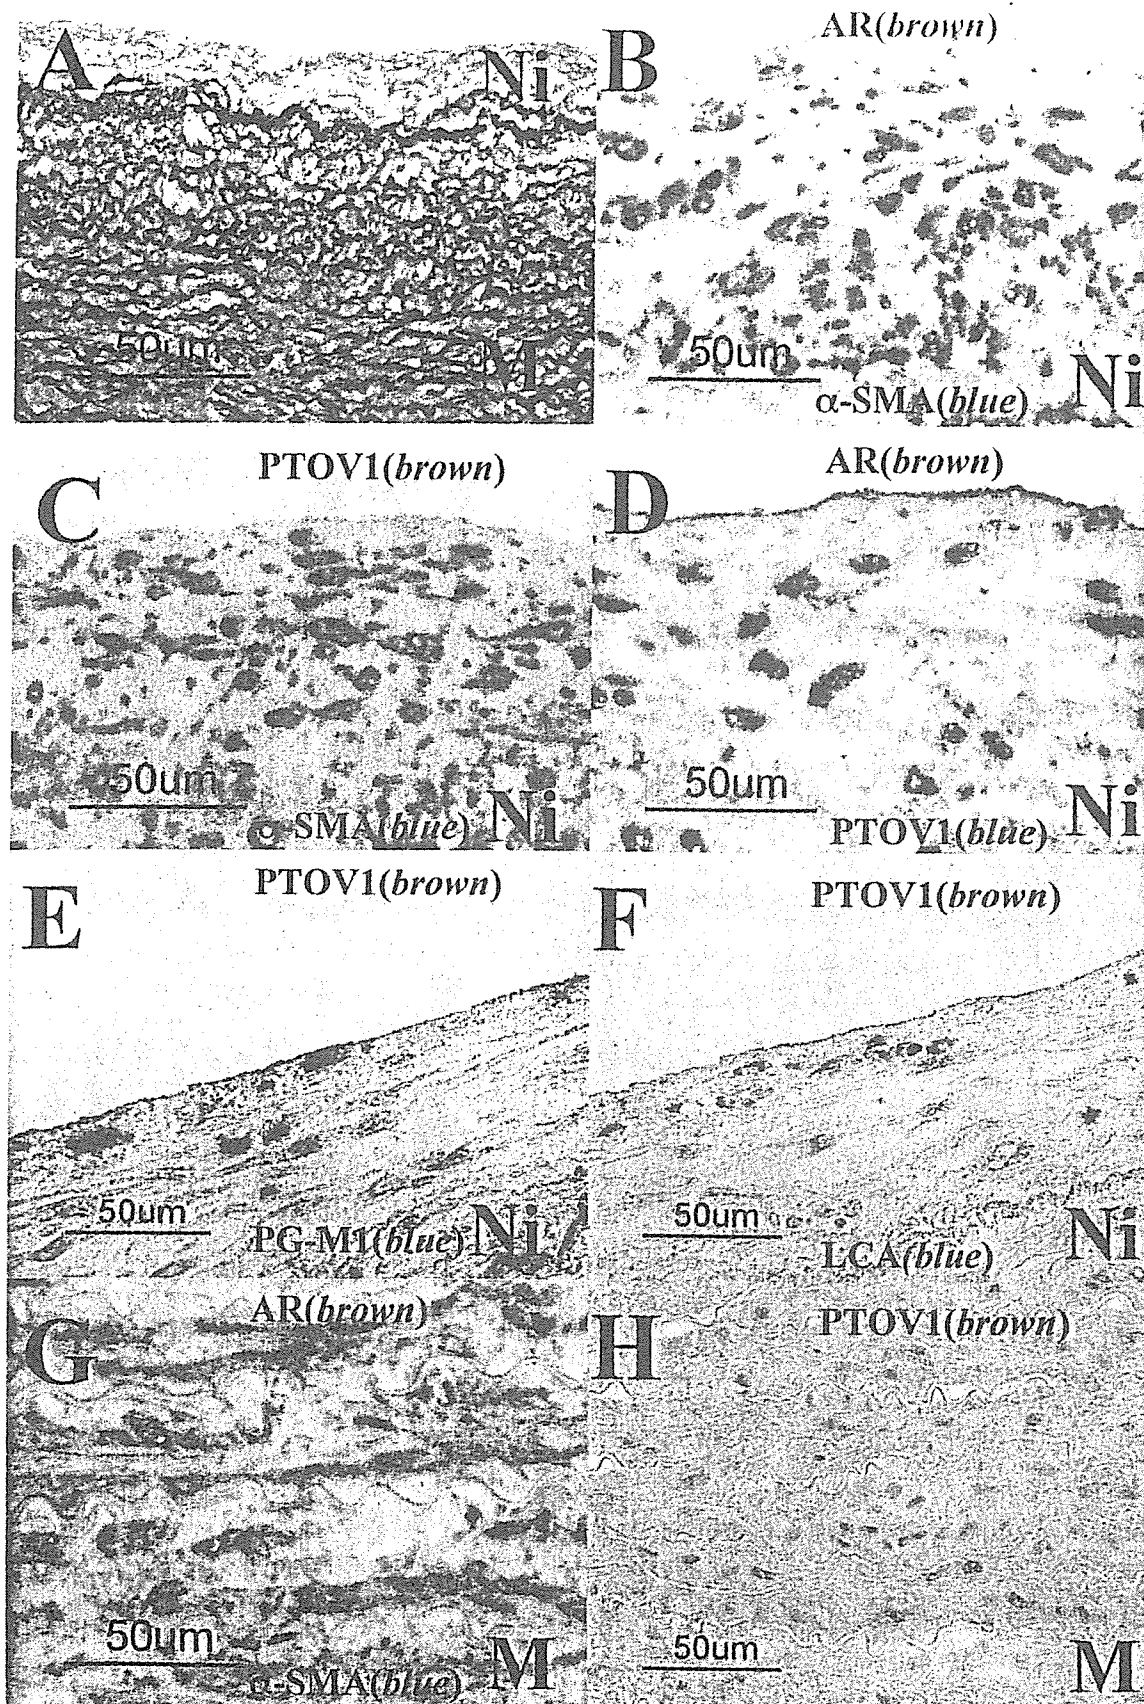 A
Ni
50um
M
B
AR(brown)
50um
α-SMA(blue)
Ni
C
PTOV1(brown)
50um
α-SMA(blue)
Ni
D
AR(brown)
50um
PTOV1(blue)
Ni
E
PTOV1(brown)
50um
PG-M1(blue)
Ni
F
PTOV1(brown)
50um
LCA(blue)
Ni
G
AR(brown)
50um
α-SMA(blue)
M
H
PTOV1(brown)
50um
M